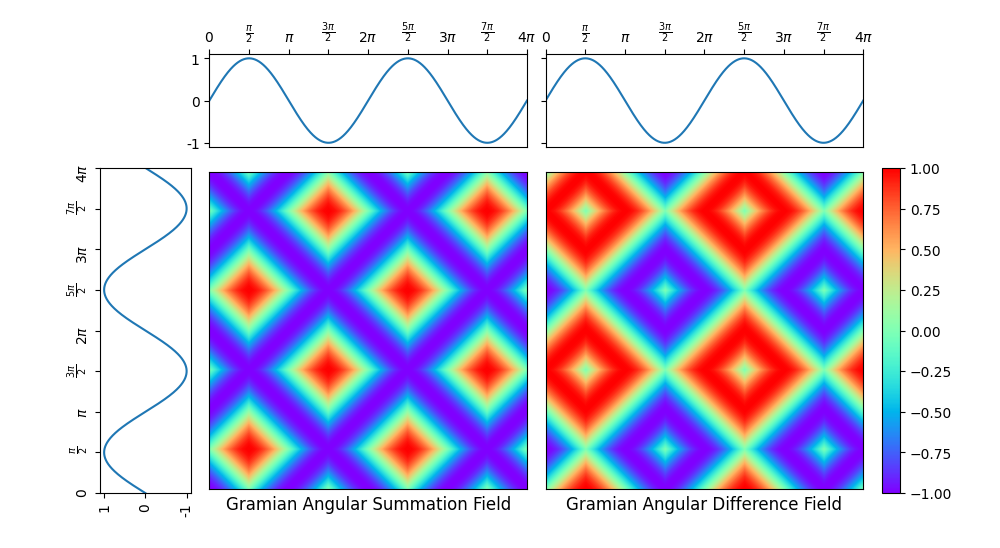 0 π/2 π 3π/2 2π 5π/2 3π 7π/2 4π
0 π/2 π 3π/2 2π 5π/2 3π 7π/2 4π
1
0
-1
4π
7π/2
3π
5π/2
2π
3π/2
π
π/2
0
1 0 -1
1.00
0.75
0.50
0.25
0.00
−0.25
−0.50
−0.75
−1.00
Gramian Angular Summation Field
Gramian Angular Difference Field